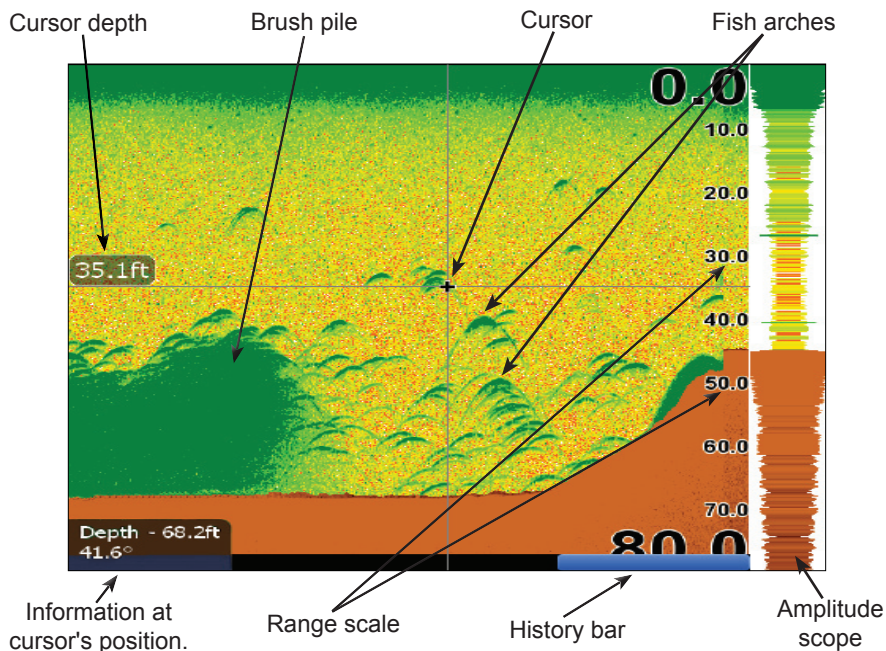 Cursor depth
Brush pile
Cursor
Fish arches
0.0
10.0
20.0
30.0
35.1ft
40.0
50.0
60.0
70.0
80.0
Depth - 68.2ft
41.6°
Information at
cursor's position.
Range scale
History bar
Amplitude
scope